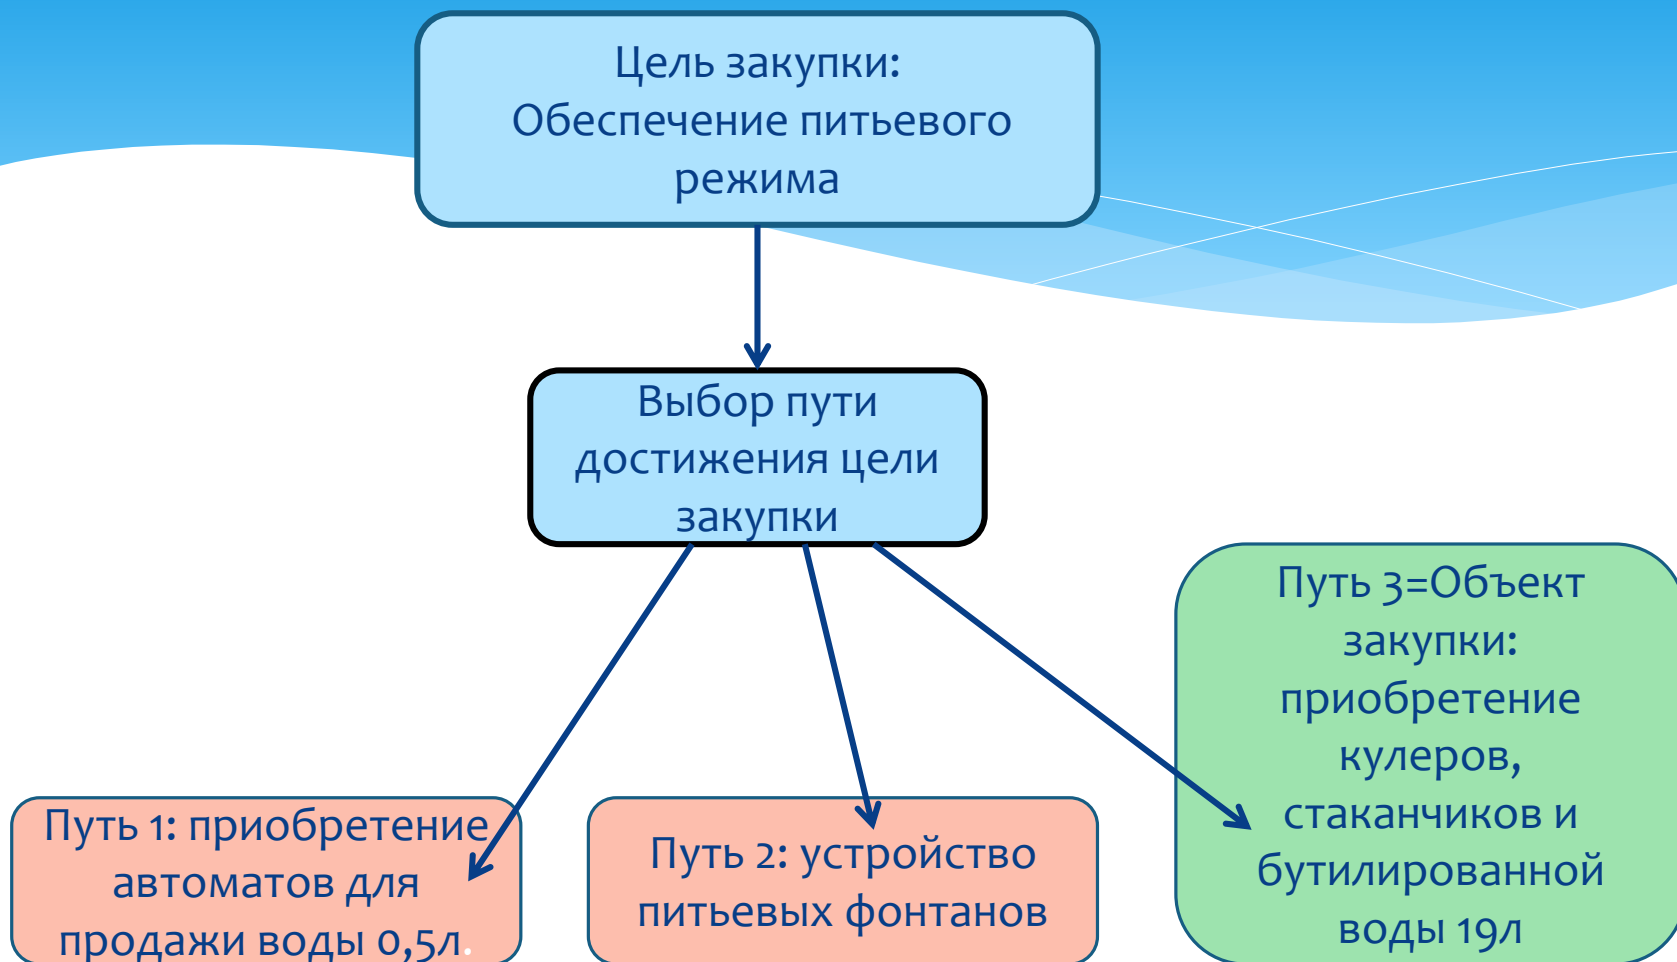 Цель закупки:
Обеспечение питьевого
режима
Выбор пути
достижения цели
закупки
Путь 1: приобретение
автоматов для
продажи воды 0,5л.
Путь 2: устройство
питьевых фонтанов
Путь 3=Объект
закупки:
приобретение
кулеров,
стаканчиков и
бутилированной
воды 19л